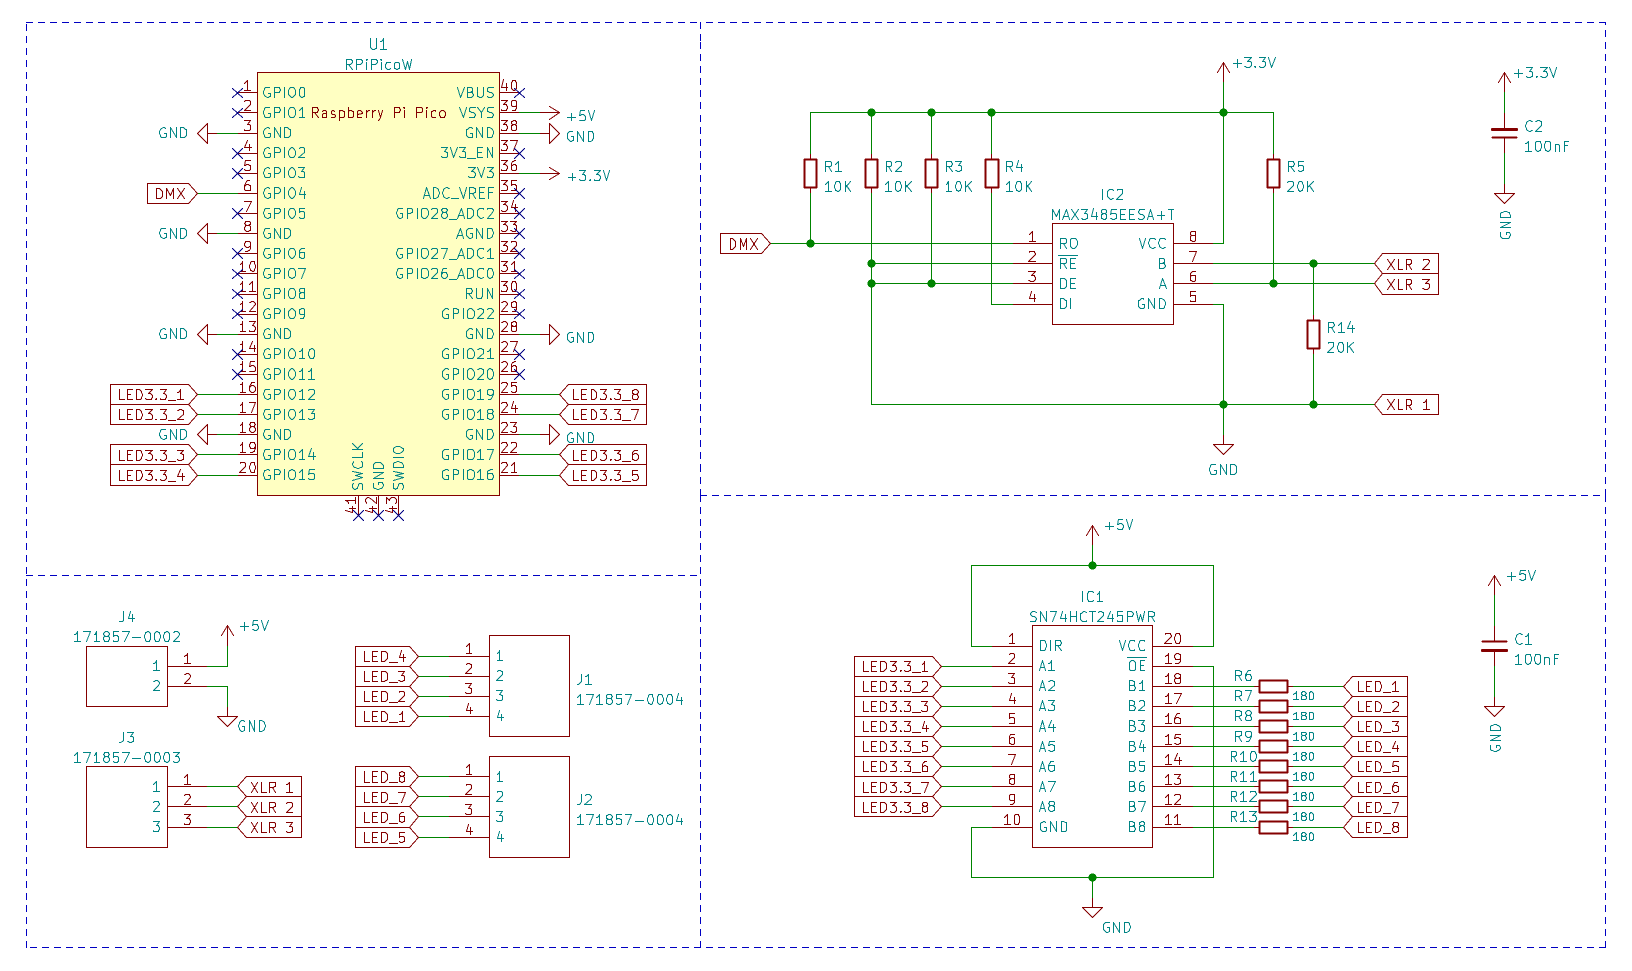 U1
RPiPicoW
Raspberry Pi Pico
1 GPIO0
2 GPIO1
GND 3 GND
4 GPIO2
5 GPIO3
DMX 6 GPIO4
7 GPIO5
GND 8 GND
9 GPIO6
10 GPIO7
11 GPIO8
12 GPIO9
GND 13 GND
14 GPIO10
15 GPIO11
LED3.3_1 16 GPIO12
LED3.3_2 17 GPIO13
GND 18 GND
LED3.3_3 19 GPIO14
LED3.3_4 20 GPIO15
VBUS 40
VSYS 39 +5V
GND 38 GND
3V3_EN 37
3V3 36 +3.3V
ADC_VREF 35
GPIO28_ADC2 34
AGND 33
GPIO27_ADC1 32
GPIO26_ADC0 31
RUN 30
GPIO22 29
GND 28 GND
GPIO21 27
GPIO20 26
GPIO19 25 LED3.3_8
GPIO18 24 LED3.3_7
GND 23 GND
GPIO17 22 LED3.3_6
GPIO16 21 LED3.3_5
SWCLK 41
GND 42
SWDIO 43
+3.3V
R1
10K
R2
10K
R3
10K
R4
10K
R5
20K
IC2
MAX3485EESA+T
DMX
1 RO
2 RE
3 DE
4 DI
VCC 8
B 7
A 6
GND 5
XLR 2
XLR 3
R14
20K
XLR 1
GND
+3.3V
C2
100nF
GND
J4
171857-0002
1 1
2 2
+5V
GND
J3
171857-0003
1 1 XLR 1
2 2 XLR 2
3 3 XLR 3
LED_4 1 1
LED_3 2 2
LED_2 3 3
LED_1 4 4
J1
171857-0004
LED_8 1 1
LED_7 2 2
LED_6 3 3
LED_5 4 4
J2
171857-0004
+5V
IC1
SN74HCT245PWR
1 DIR
LED3.3_1 2 A1
LED3.3_2 3 A2
LED3.3_3 4 A3
LED3.3_4 5 A4
LED3.3_5 6 A5
LED3.3_6 7 A6
LED3.3_7 8 A7
LED3.3_8 9 A8
10 GND
VCC 20
OE 19
B1 18 R6 180 LED_1
B2 17 R7 180 LED_2
B3 16 R8 180 LED_3
B4 15 R9 180 LED_4
B5 14 R10 180 LED_5
B6 13 R11 180 LED_6
B7 12 R12 180 LED_7
B8 11 R13 180 LED_8
GND
+5V
C1
100nF
GND